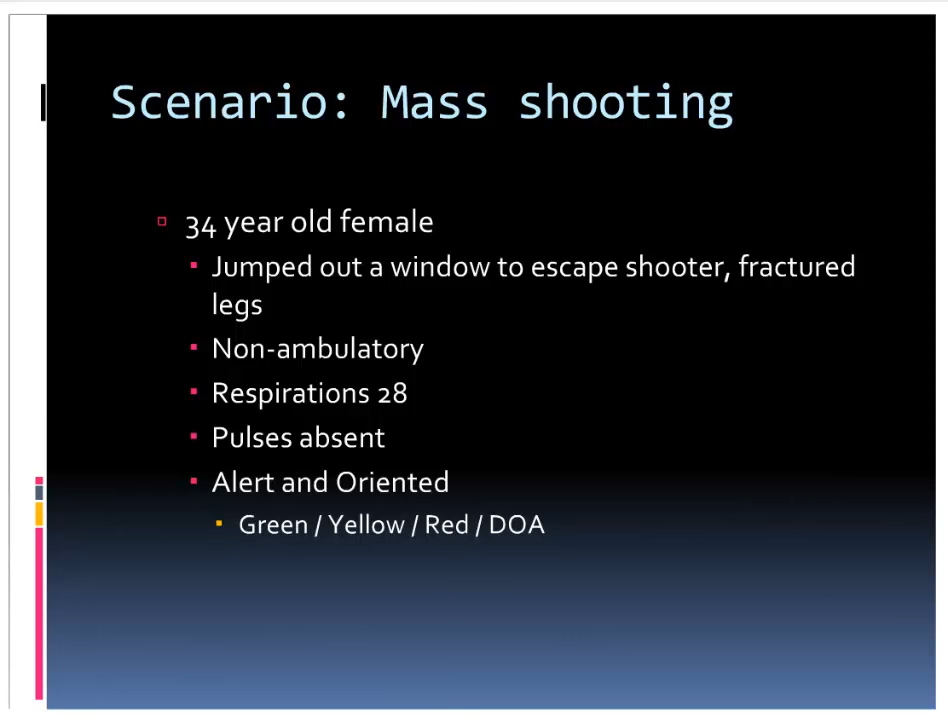 Scenario: Mass shooting
34 year old female
Jumped out a window to escape shooter, fractured
legs
Non-ambulatory
Respirations 28
Pulses absent
Alert and Oriented
Green / Yellow / Red / DOA